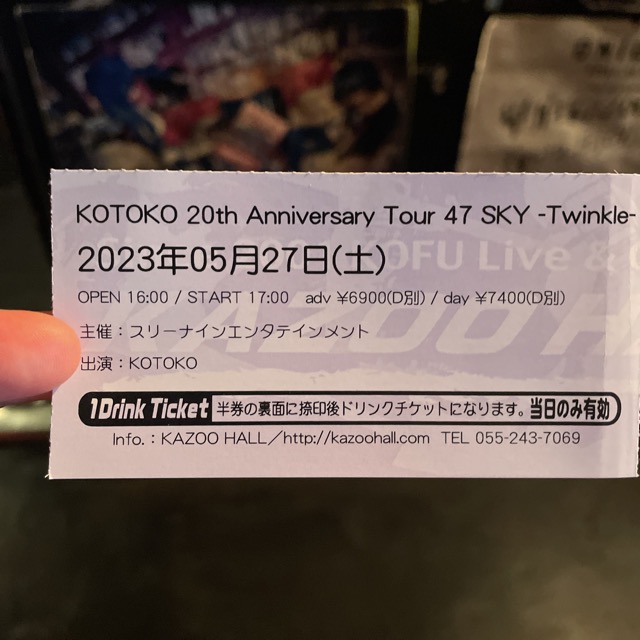 KOTOKO 20th Anniversary Tour 47 SKY -Twinkle-
2023年05月27日(土)
OFU Live &
OPEN 16:00 / START 17:00 adv ¥6900(D別) / day ¥7400(D別)
KAZOO HA
主催:スリーナインエンタテインメント
出演:KOTOKO
1Drink Ticket 半券の裏面に捺印後ドリンクチケットになります。当日のみ有効
Info.:KAZOO HALL/http://kazoohall.com TEL 055-243-7069